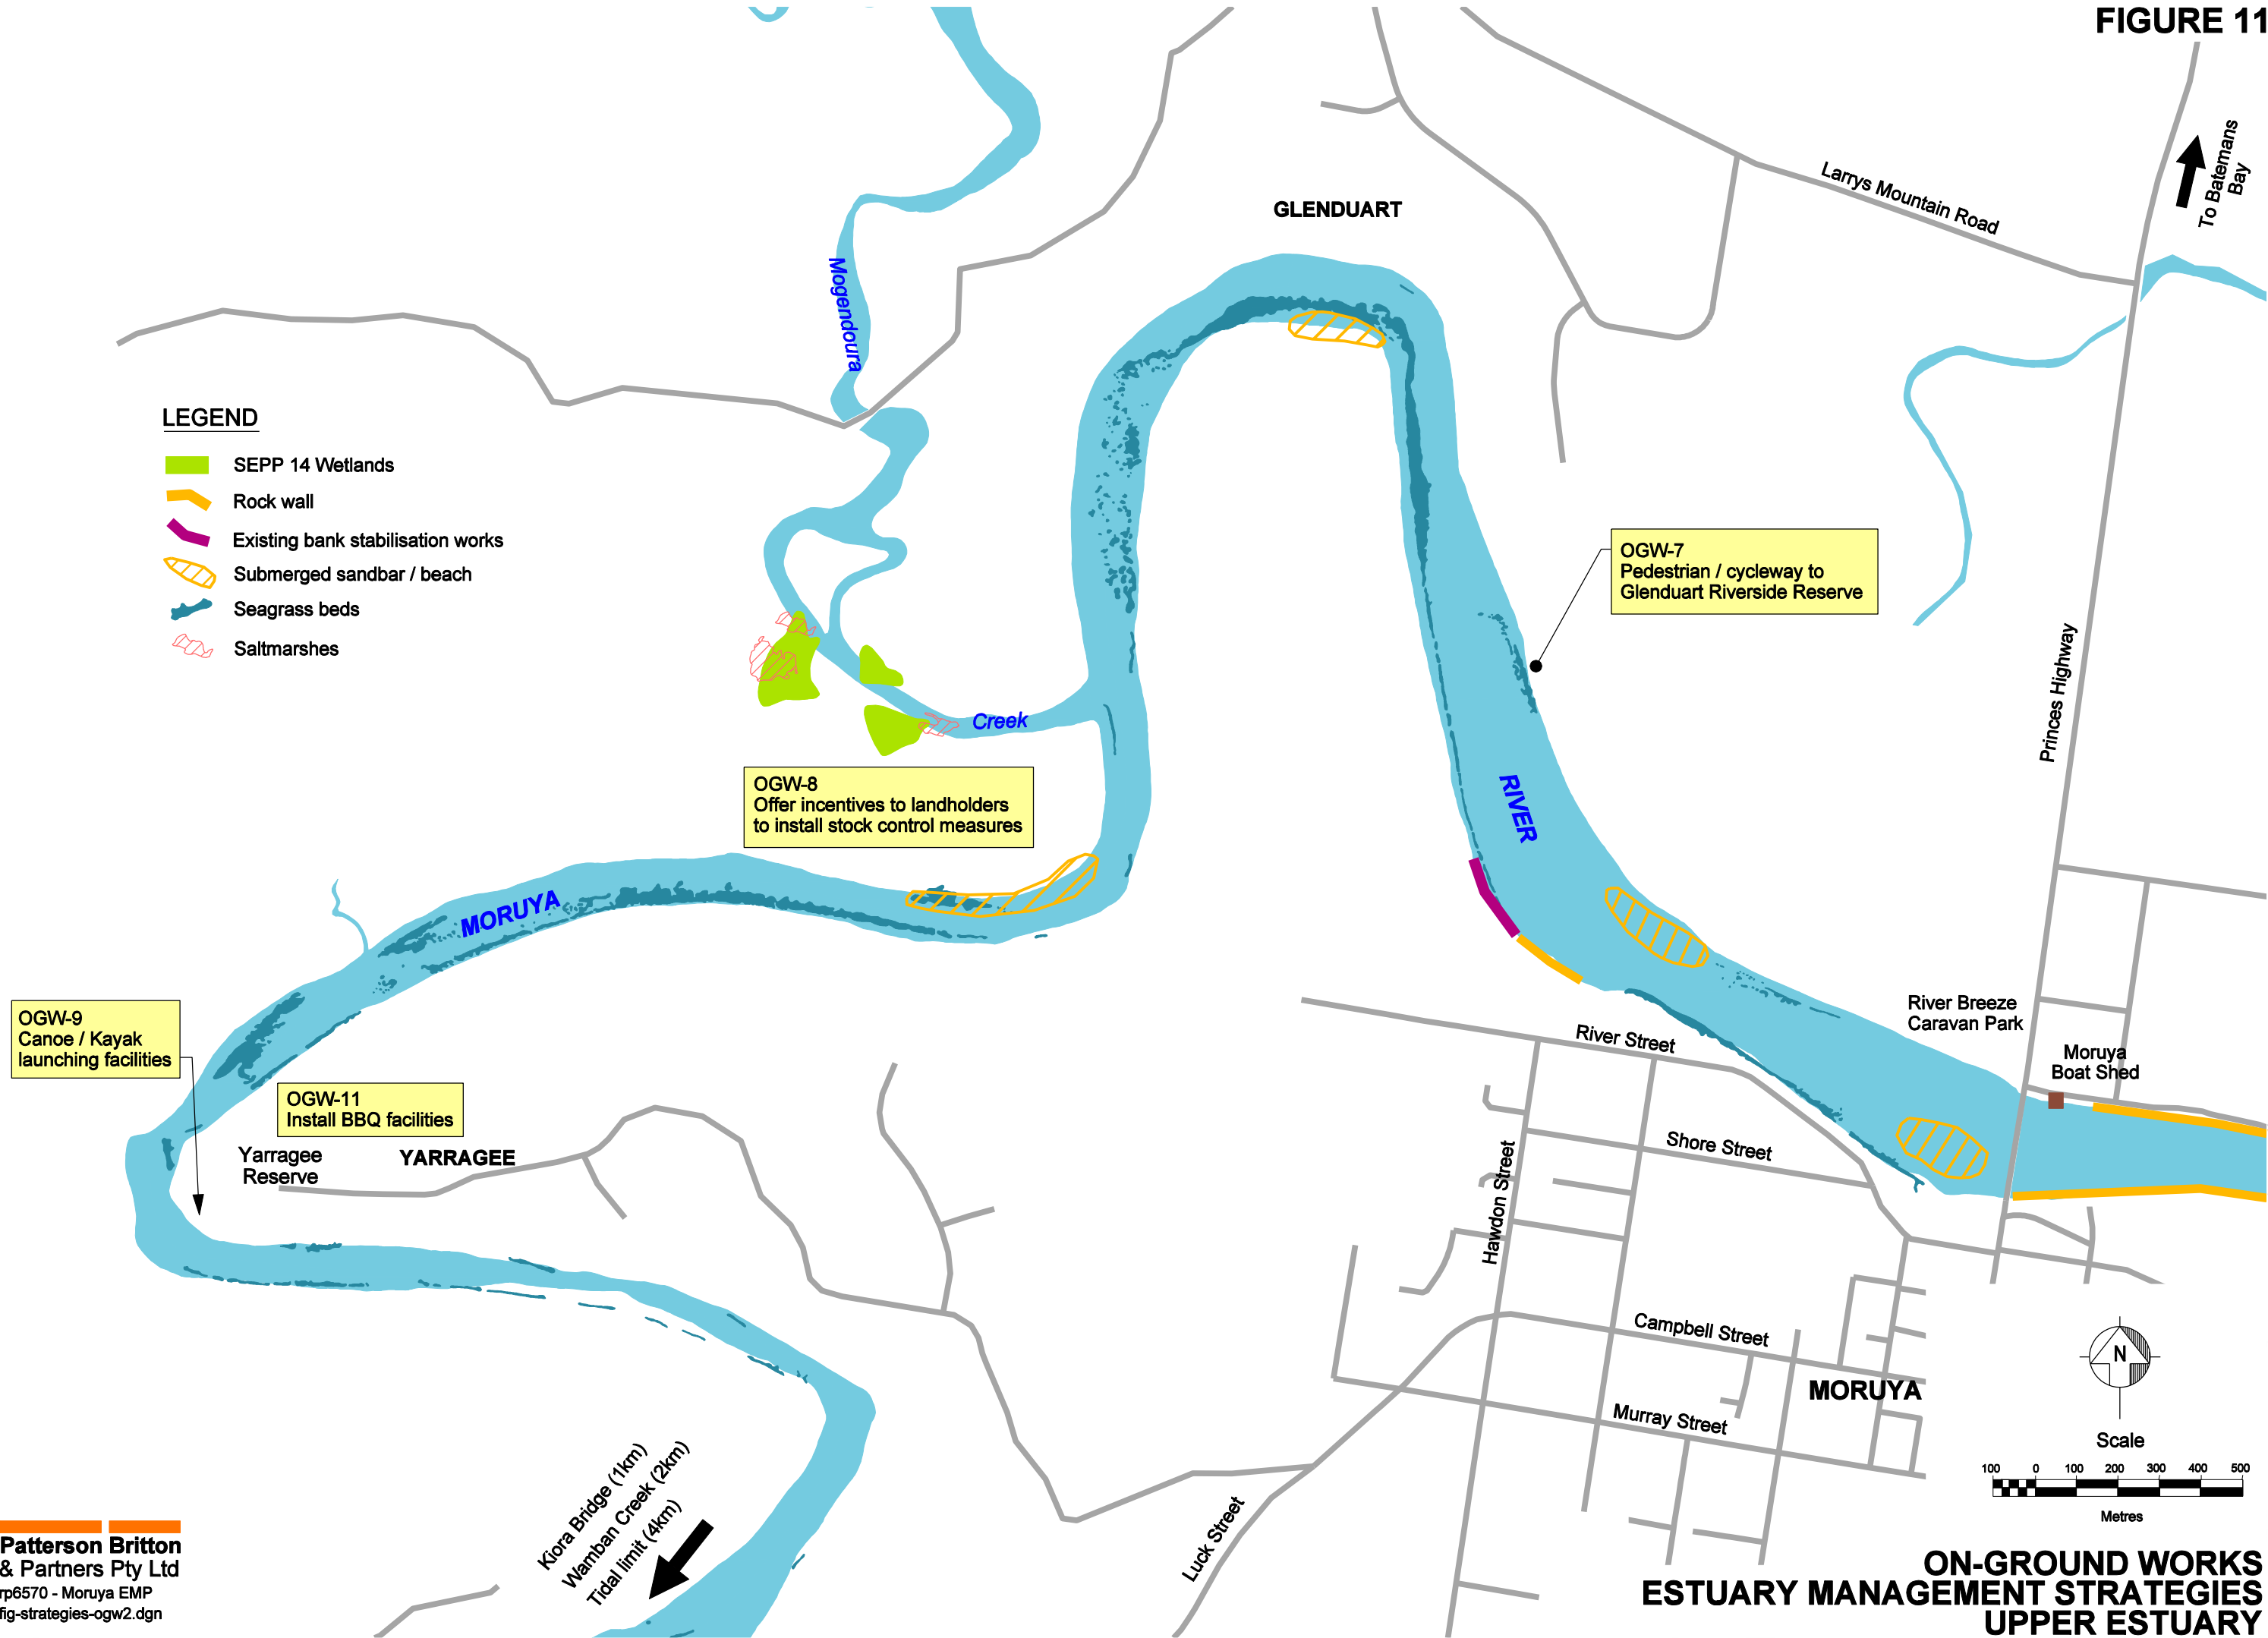 FIGURE 11
To Batemans
Bay
Larrys Mountain Road
GLENDUART
Mogendoura
LEGEND
SEPP 14 Wetlands
Rock wall
Existing bank stabilisation works
Submerged sandbar / beach
Seagrass beds
Saltmarshes
OGW-7
Pedestrian / cycleway to
Glenduart Riverside Reserve
Princes Highway
Creek
OGW-8
Offer incentives to landholders
to install stock control measures
RIVER
MORUYA
OGW-9
Canoe / Kayak
launching facilities
OGW-11
Install BBQ facilities
Yarragee
Reserve
YARRAGEE
River Breeze
Caravan Park
Moruya
Boat Shed
River Street
Shore Street
Hawdon Street
Campbell Street
MORUYA
Murray Street
Luck Street
Kiora Bridge (1km)
Wamban Creek (2km)
Tidal limit (4km)
N
Scale
100 0 100 200 300 400 500
Metres
Patterson Britton
& Partners Pty Ltd
rp6570 - Moruya EMP
fig-strategies-ogw2.dgn
ON-GROUND WORKS
ESTUARY MANAGEMENT STRATEGIES
UPPER ESTUARY